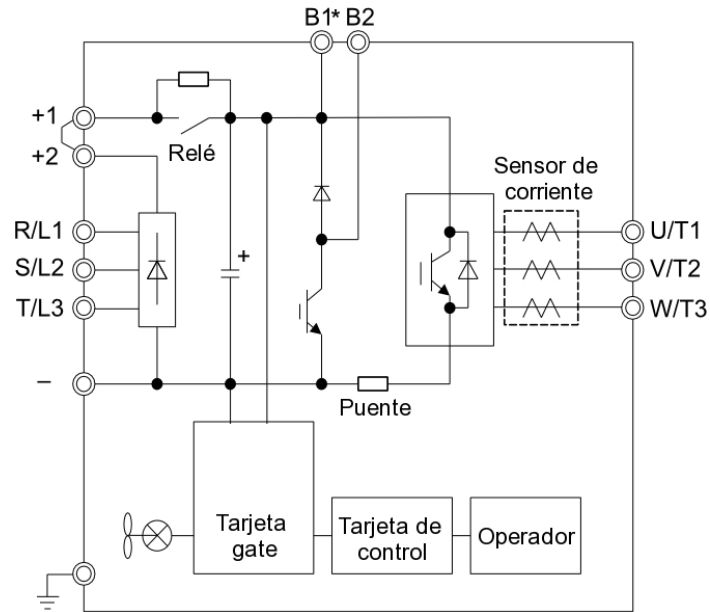 B1* B2
+1
+2
Relé
Sensor de
corriente
R/L1
S/L2
T/L3
U/T1
V/T2
W/T3
+
–
Puente
Tarjeta
gate
Tarjeta de
control
Operador